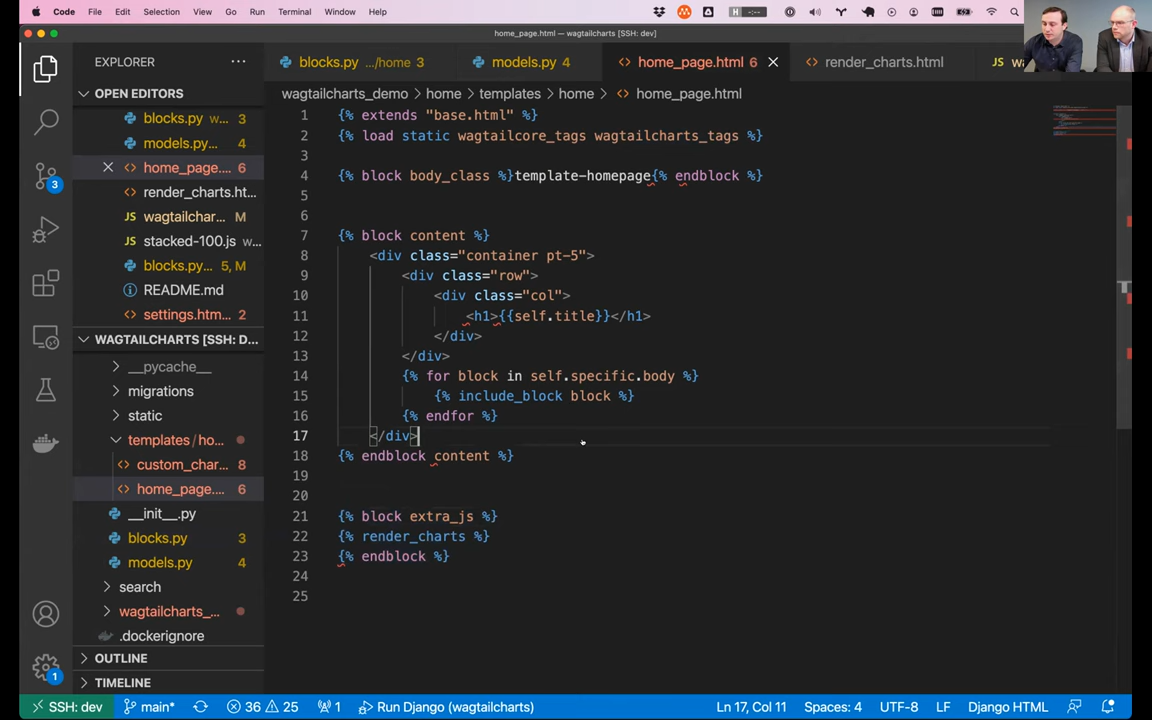 Code File Edit Selection View Go Run Terminal Window Help
home_page.html — wagtailcharts [SSH: dev]
EXPLORER
blocks.py .../home 3
models.py 4
home_page.html 6
render_charts.html
JS
OPEN EDITORS
blocks.py w... 3
models.py... 4
home_page.... 6
render_charts.ht...
JS wagtailchar... M
JS stacked-100.js w...
blocks.py... 5, M
README.md
settings.htm... 2
WAGTAILCHARTS [SSH: D...
__pycache__
migrations
static
templates/ho...
custom_char... 8
home_page.... 6
__init__.py
blocks.py 3
models.py 4
search
wagtailcharts_...
.dockerignore
OUTLINE
TIMELINE
3
1
wagtailcharts_demo > home > templates > home > home_page.html
1 {% extends "base.html" %}
2 {% load static wagtailcore_tags wagtailcharts_tags %}
3
4 {% block body_class %}template-homepage{% endblock %}
5
6
7 {% block content %}
8 <div class="container pt-5">
9 <div class="row">
10 <div class="col">
11 <h1>{{self.title}}</h1>
12 </div>
13 </div>
14 {% for block in self.specific.body %}
15 {% include_block block %}
16 {% endfor %}
17 </div>
18 {% endblock content %}
19
20
21 {% block extra_js %}
22 {% render_charts %}
23 {% endblock %}
24
25
SSH: dev main* 36 25 1 Run Django (wagtailcharts) Ln 17, Col 11 Spaces: 4 UTF-8 LF Django HTML